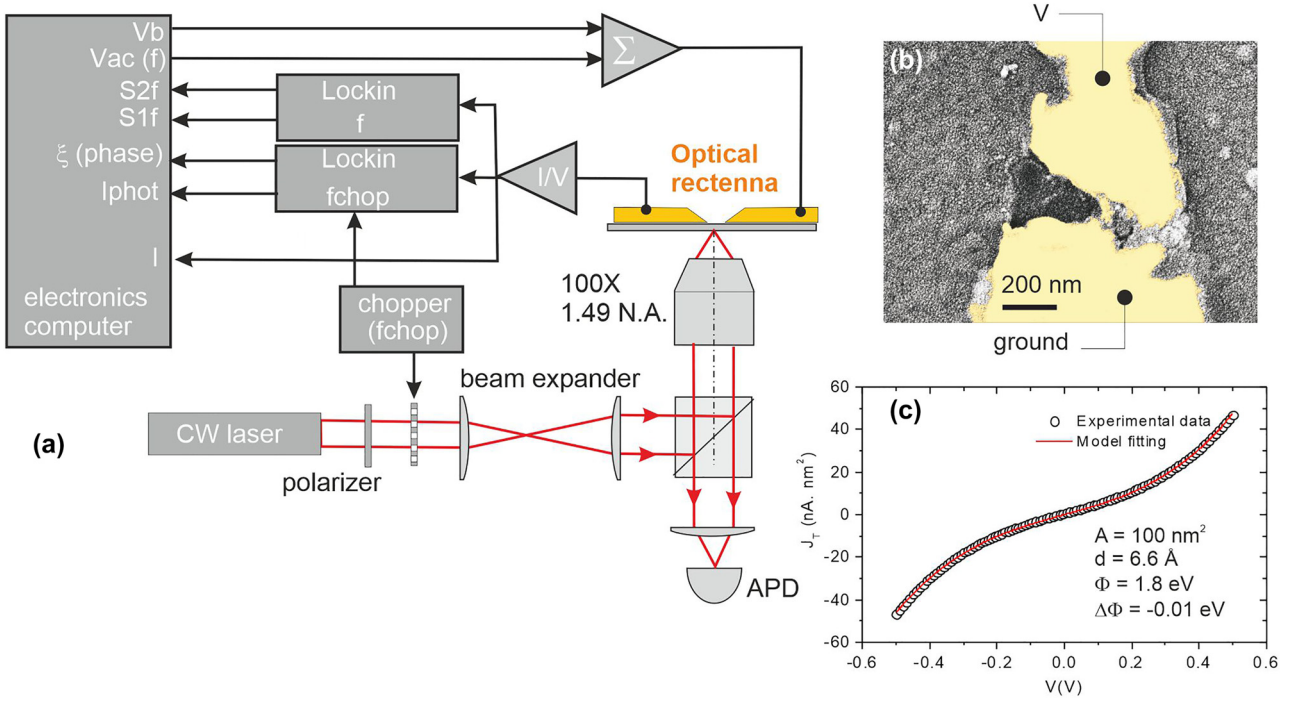 Vb
Vac (f)
S2f
S1f
ξ (phase)
Iphot
I
electronics
computer
Lockin
f
Lockin
fchop
Σ
I/V
Optical
rectenna
chopper
(fchop)
100X
1.49 N.A.
beam expander
(a)
CW laser
polarizer
APD
V
(b)
200 nm
ground
(c)
Experimental data
Model fitting
J_T (nA. nm²)
60
40
20
0
-20
-40
-60
A = 100 nm²
d = 6.6 Å
Φ = 1.8 eV
ΔΦ = -0.01 eV
-0.6
-0.4
-0.2
0.0
0.2
0.4
0.6
V(V)